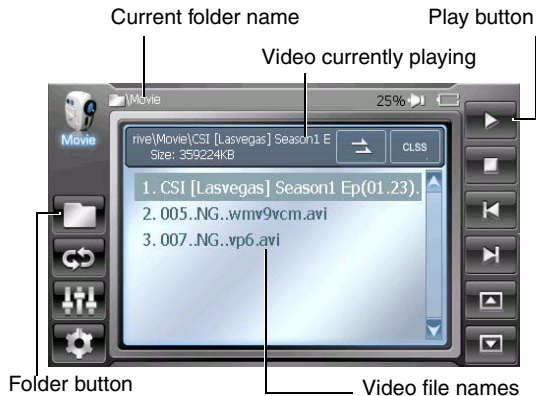 Current folder name
Play button
Video currently playing
\Movie
25%
Movie
rive\Movie\CSI [Lasvegas] Season1 E
Size: 359224KB
CLSS
1. CSI [Lasvegas] Season1 Ep(01.23).
2. 005..NG..wmv9vcm.avi
3. 007..NG..vp6.avi
Folder button
Video file names